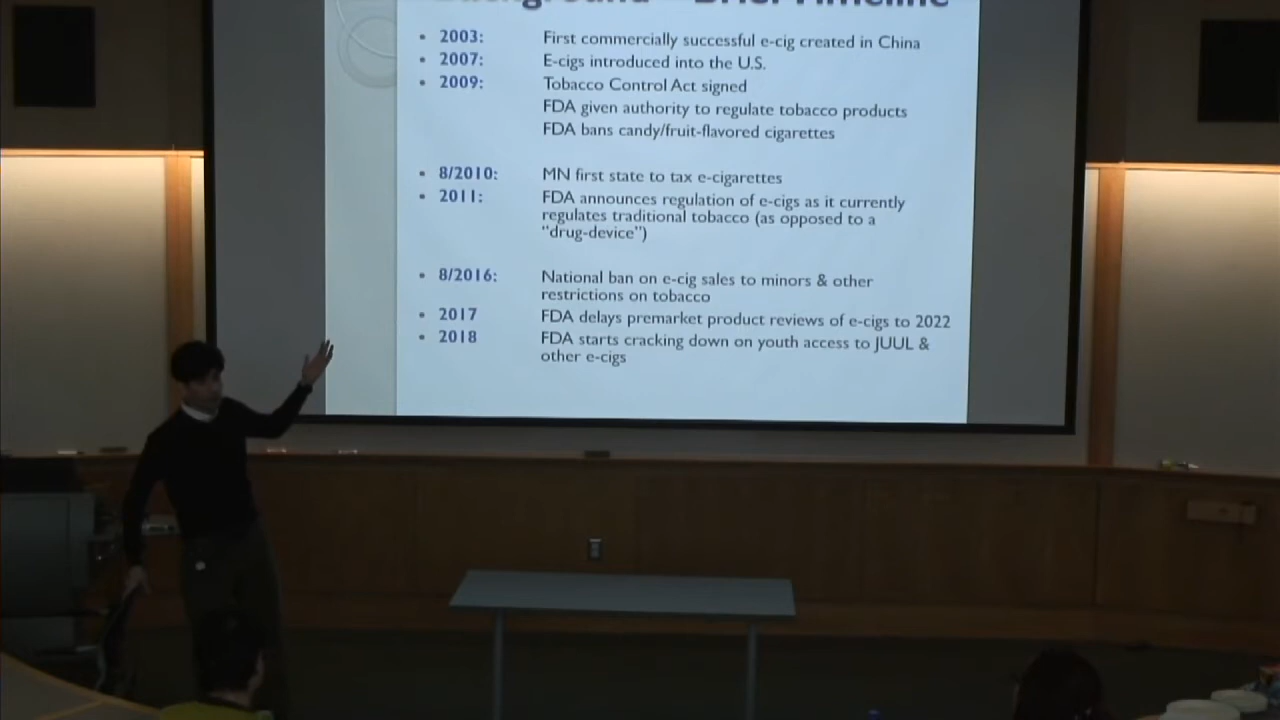 Background – Brief Timeline
• 2003: First commercially successful e-cig created in China
• 2007: E-cigs introduced into the U.S.
• 2009: Tobacco Control Act signed
FDA given authority to regulate tobacco products
FDA bans candy/fruit-flavored cigarettes
• 8/2010: MN first state to tax e-cigarettes
• 2011: FDA announces regulation of e-cigs as it currently
regulates traditional tobacco (as opposed to a
"drug-device")
• 8/2016: National ban on e-cig sales to minors & other
restrictions on tobacco
• 2017 FDA delays premarket product reviews of e-cigs to 2022
• 2018 FDA starts cracking down on youth access to JUUL &
other e-cigs